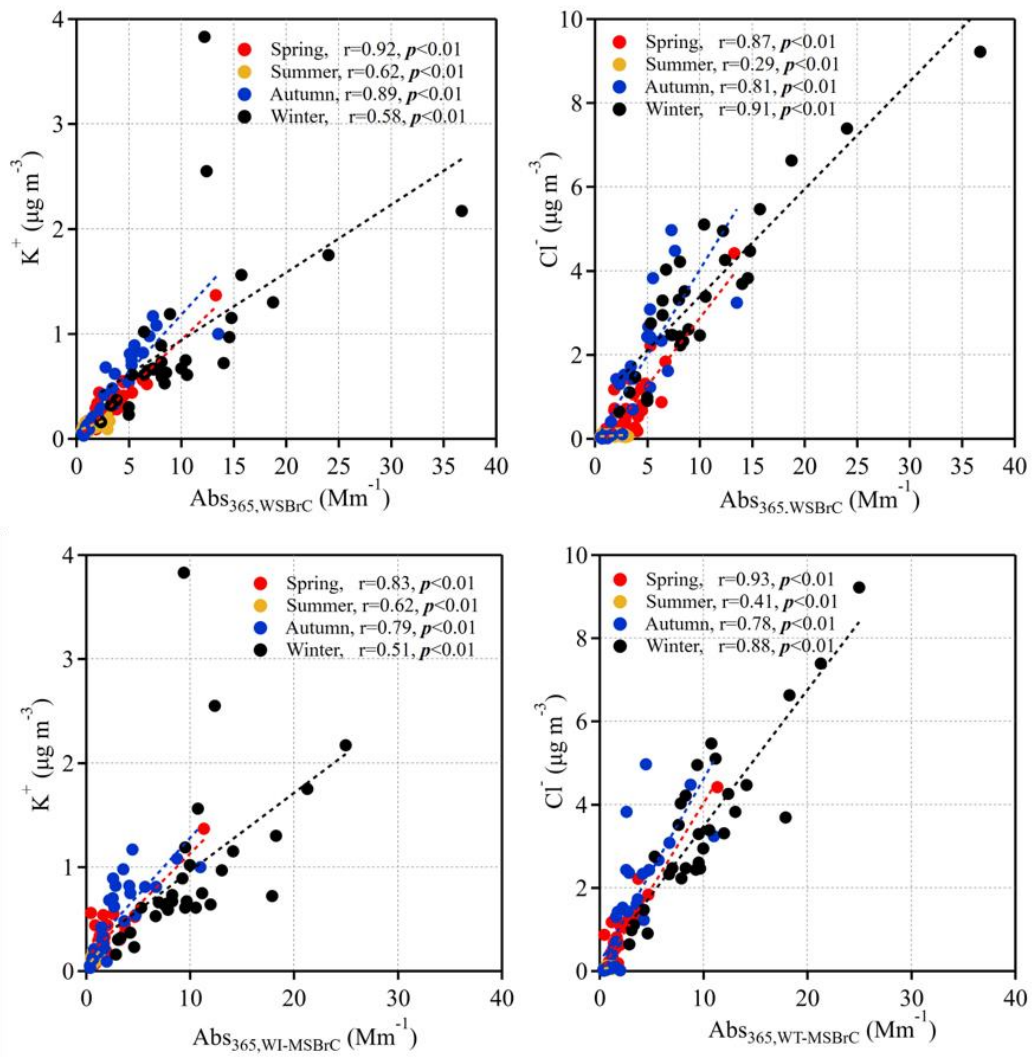 4
3
2
1
0
K⁺ (μg m⁻³)
Spring, r=0.92, p<0.01
Summer, r=0.62, p<0.01
Autumn, r=0.89, p<0.01
Winter, r=0.58, p<0.01
0 5 10 15 20 25 30 35 40
Abs365,WSBrC (Mm⁻¹)
10
8
6
4
2
0
Cl⁻ (μg m⁻³)
Spring, r=0.87, p<0.01
Summer, r=0.29, p<0.01
Autumn, r=0.81, p<0.01
Winter, r=0.91, p<0.01
0 5 10 15 20 25 30 35 40
Abs365,WSBrC (Mm⁻¹)
4
3
2
1
0
K⁺ (μg m⁻³)
Spring, r=0.83, p<0.01
Summer, r=0.62, p<0.01
Autumn, r=0.79, p<0.01
Winter, r=0.51, p<0.01
0 10 20 30 40
Abs365,WI-MSBrC (Mm⁻¹)
10
8
6
4
2
0
Cl⁻ (μg m⁻³)
Spring, r=0.93, p<0.01
Summer, r=0.41, p<0.01
Autumn, r=0.78, p<0.01
Winter, r=0.88, p<0.01
0 10 20 30 40
Abs365,WT-MSBrC (Mm⁻¹)